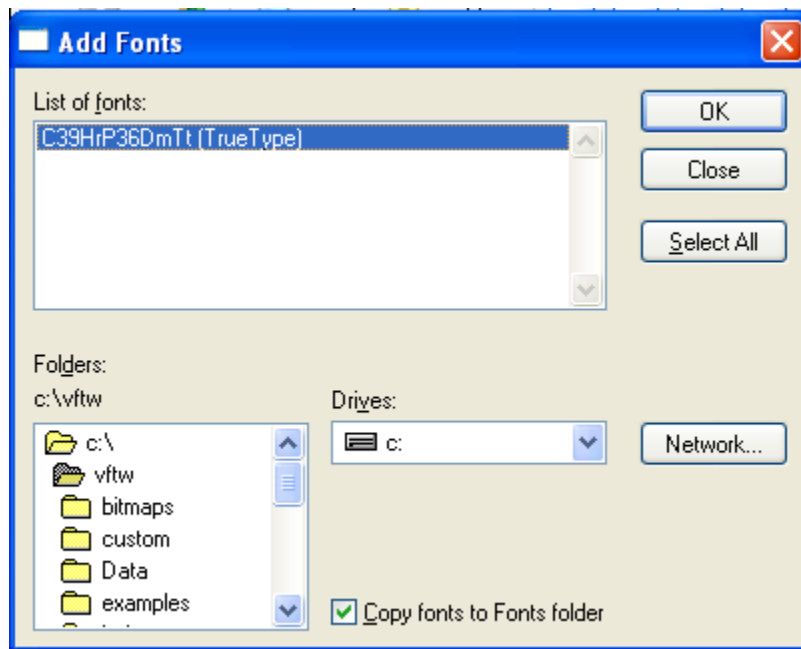 Add Fonts
List of fonts:
C39HrP36DmTt (TrueType)
OK
Close
Select All
Folders:
c:\vftw
Drives:
c:\
vftw
bitmaps
custom
Data
examples
c:
Network...
Copy fonts to Fonts folder